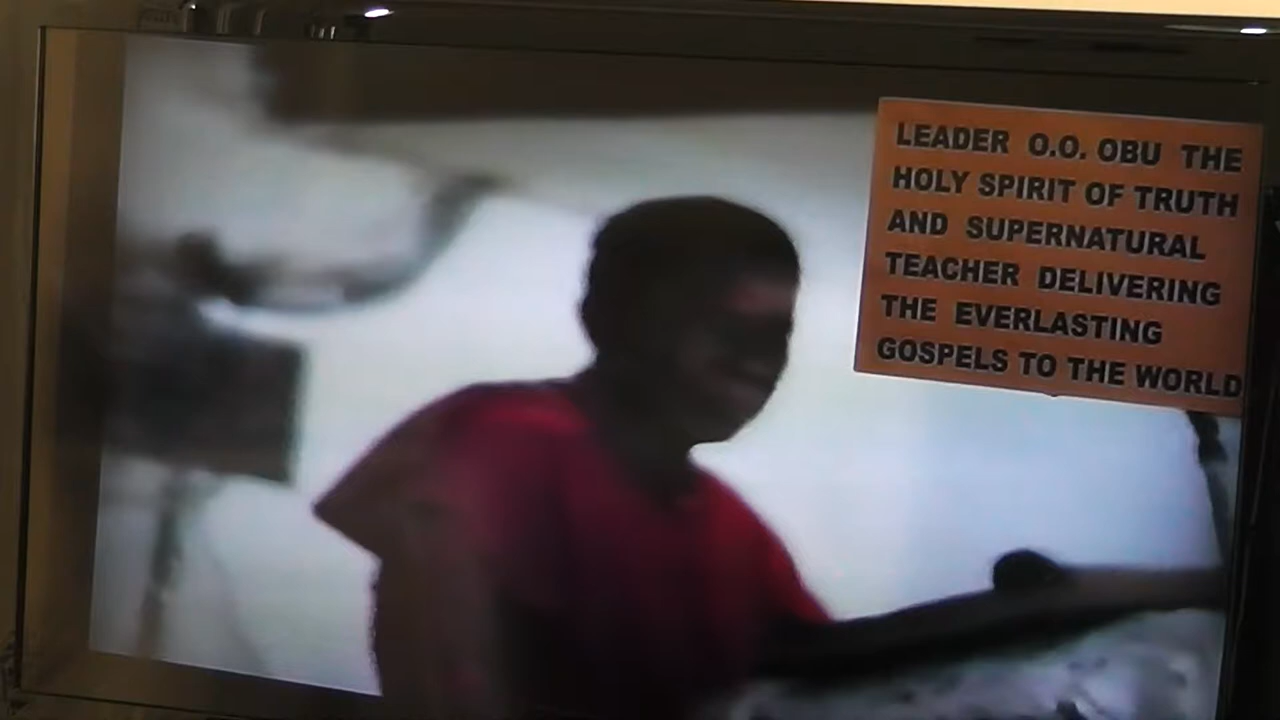 LEADER O.O. OBU THE
HOLY SPIRIT OF TRUTH
AND SUPERNATURAL
TEACHER DELIVERING
THE EVERLASTING
GOSPELS TO THE WORLD